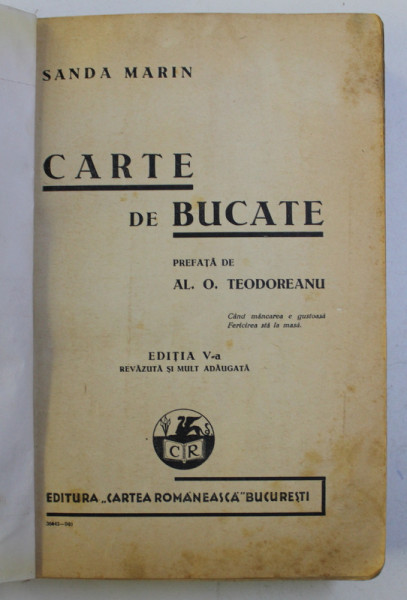 SANDA MARIN
CARTE
DE BUCATE
PREFAȚĂ DE
AL. O. TEODOREANU
Când mâncarea e gustoasă
Fericirea stă la masă.
EDIȚIA V-a
REVĂZUTĂ ȘI MULT ADĂUGATĂ
C R
EDITURA „CARTEA ROMÂNEASCĂ" BUCUREȘTI